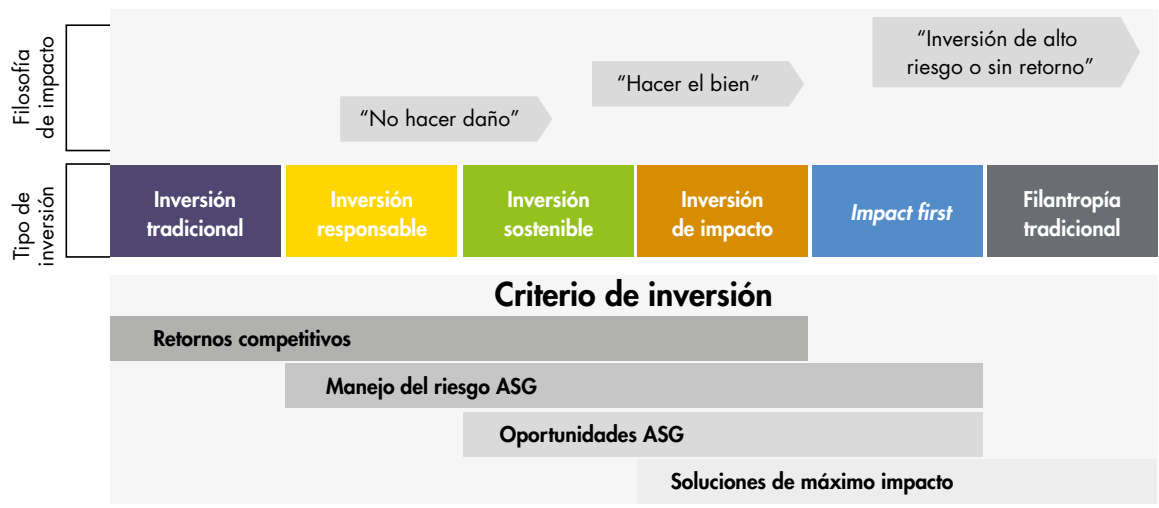 Filosofía
de impacto
“No hacer daño”
“Hacer el bien”
“Inversión de alto
riesgo o sin retorno”
Tipo de
inversión
Inversión
tradicional
Inversión
responsable
Inversión
sostenible
Inversión
de impacto
Impact first
Filantropía
tradicional
Criterio de inversión
Retornos competitivos
Manejo del riesgo ASG
Oportunidades ASG
Soluciones de máximo impacto